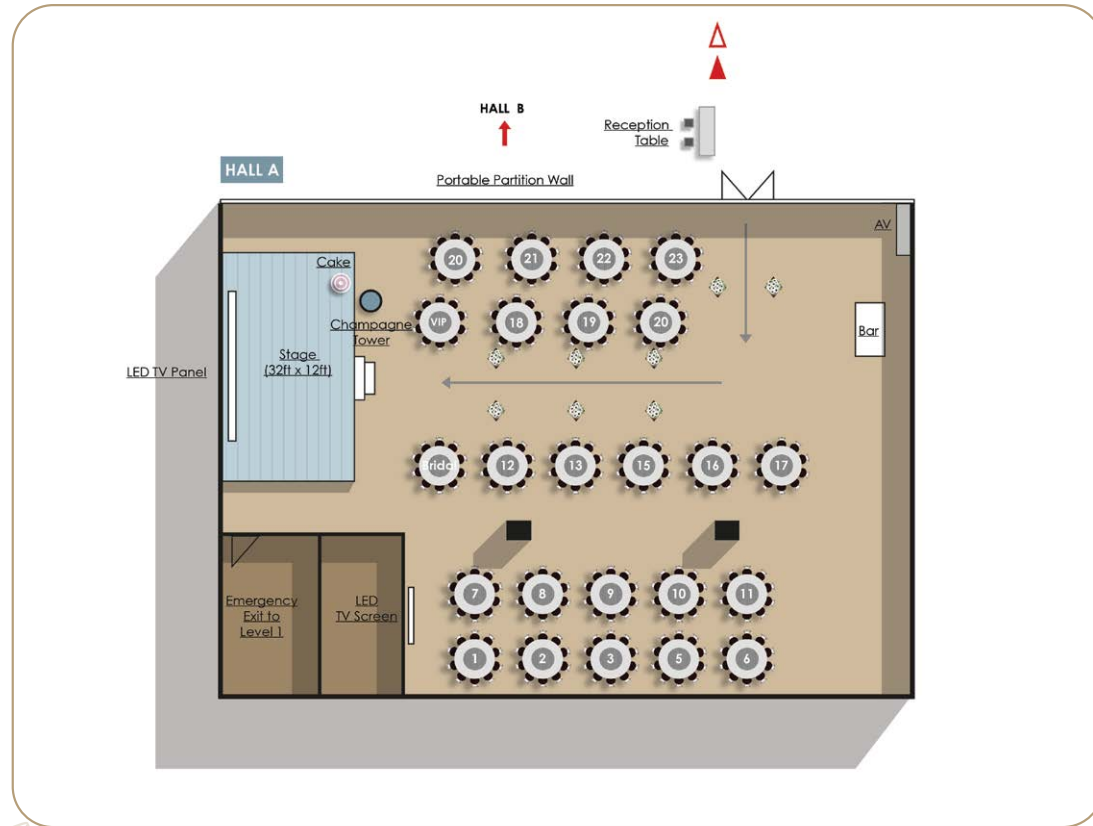 HALL B
Reception
Table
HALL A
Portable Partition Wall
AV
20
21
22
23
Cake
VIP
18
19
20
Champagne
Tower
Bar
Stage
(32ft x 12ft)
LED TV Panel
Bridal
12
13
15
16
17
7
8
9
10
11
Emergency
Exit to
Level 1
LED
TV Screen
1
2
3
5
6